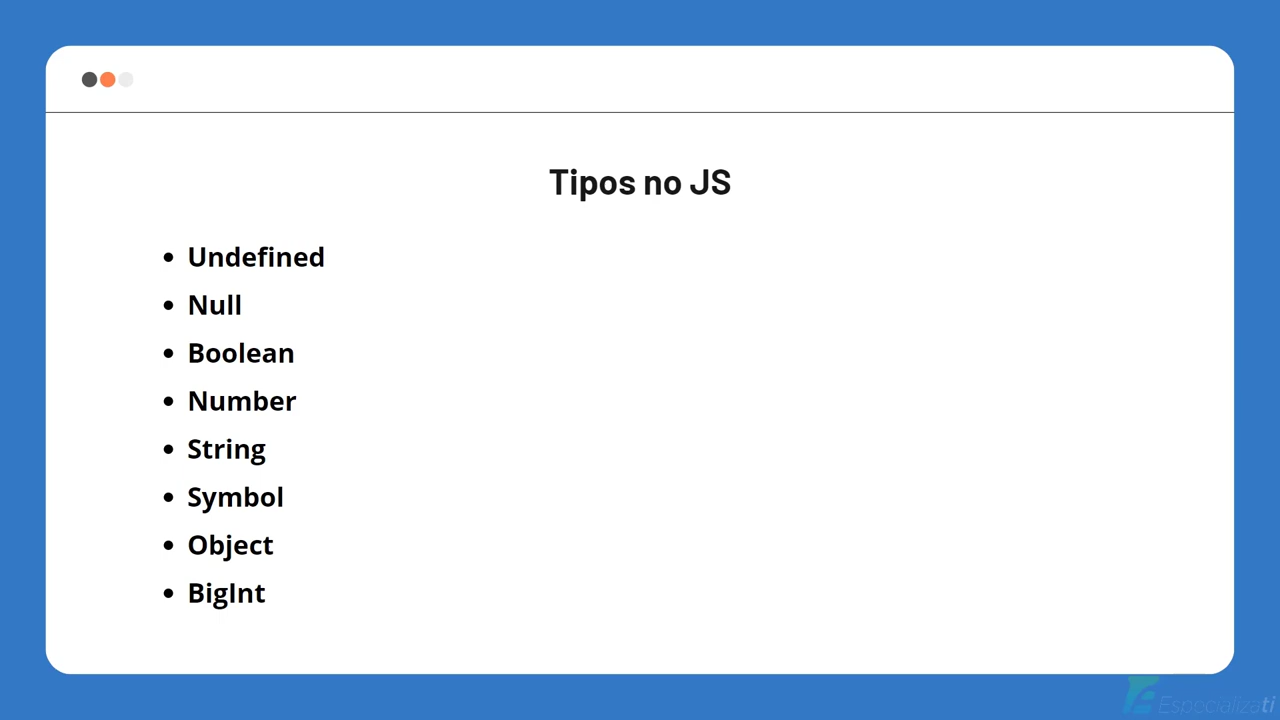 Tipos no JS
Undefined
Null
Boolean
Number
String
Symbol
Object
BigInt
Especializati